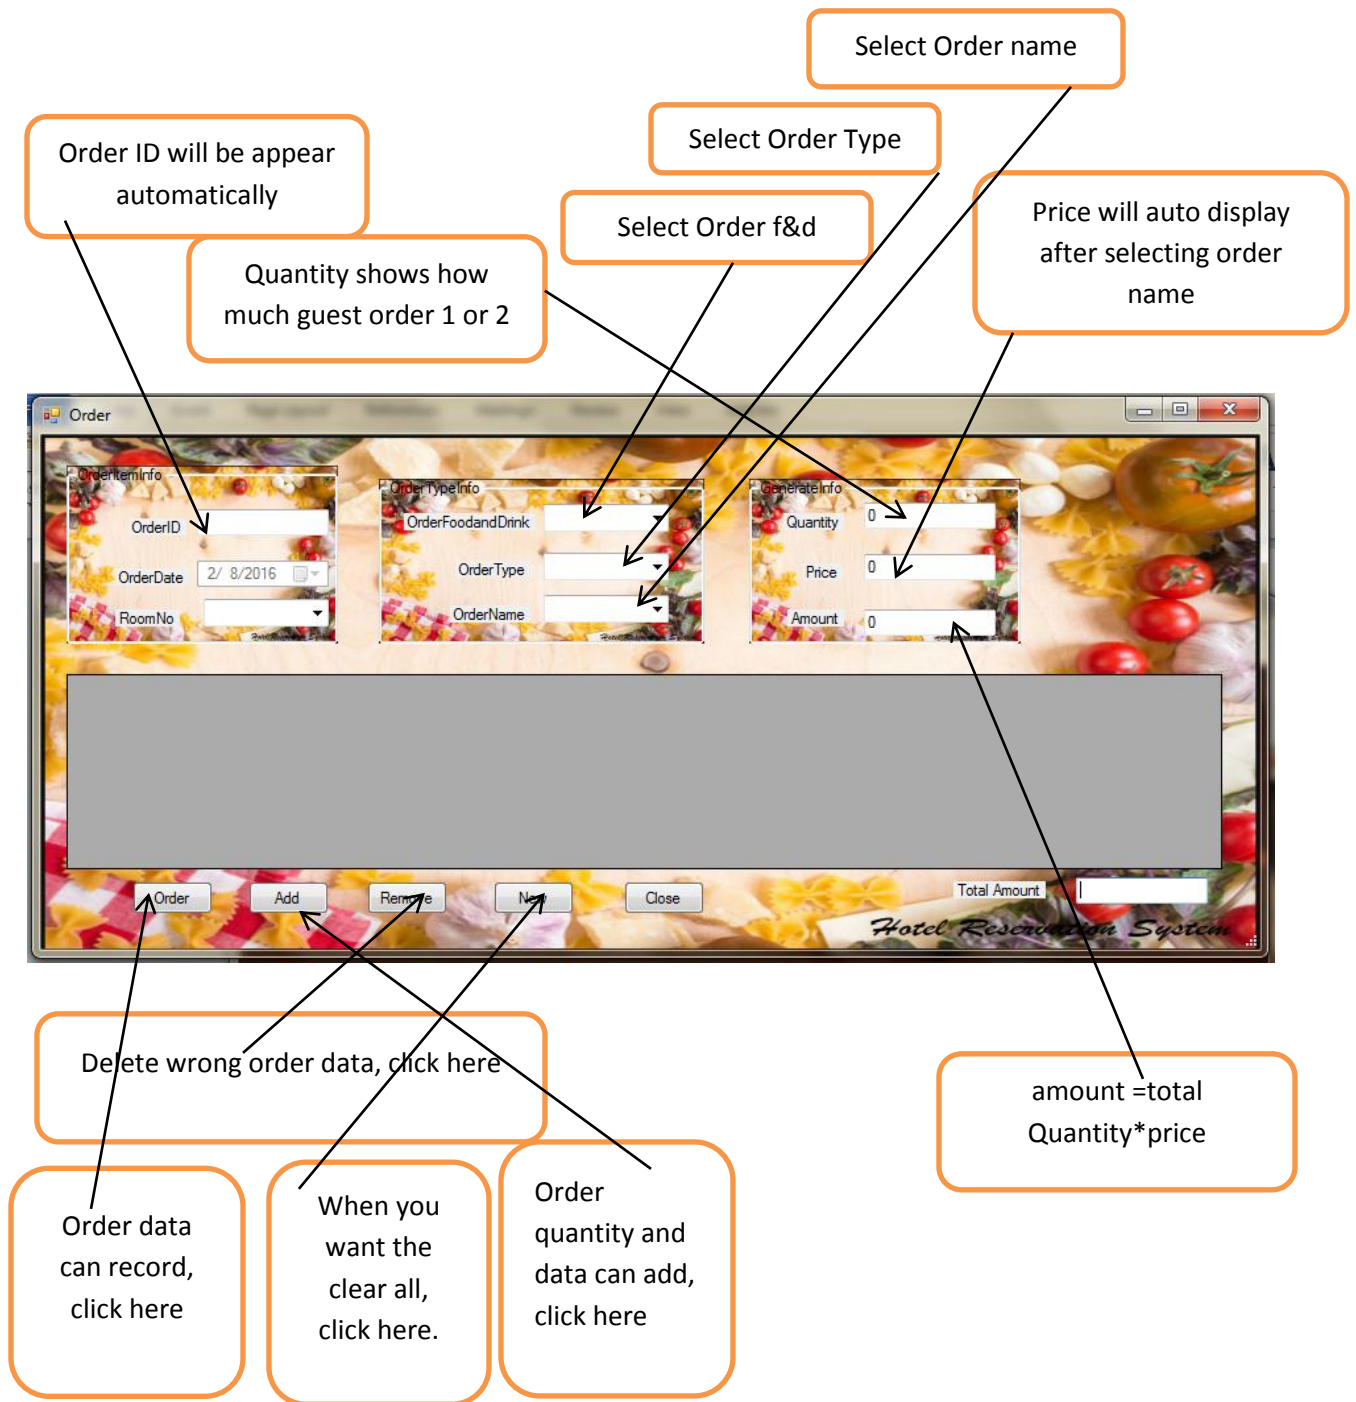 Select Order name
Select Order Type
Order ID will be appear
automatically
Select Order f&d
Price will auto display
after selecting order
name
Quantity shows how
much guest order 1 or 2
Order
OrderItemInfo
OrderID
OrderDate
2/ 8/2016
RoomNo
OrderTypeInfo
OrderFoodandDrink
OrderType
OrderName
GenerateInfo
Quantity
0
Price
0
Amount
0
Order
Add
Remove
New
Close
Total Amount
Hotel Reservation System
Delete wrong order data, click here
amount =total
Quantity*price
Order data
can record,
click here
When you
want the
clear all,
click here.
Order
quantity and
data can add,
click here